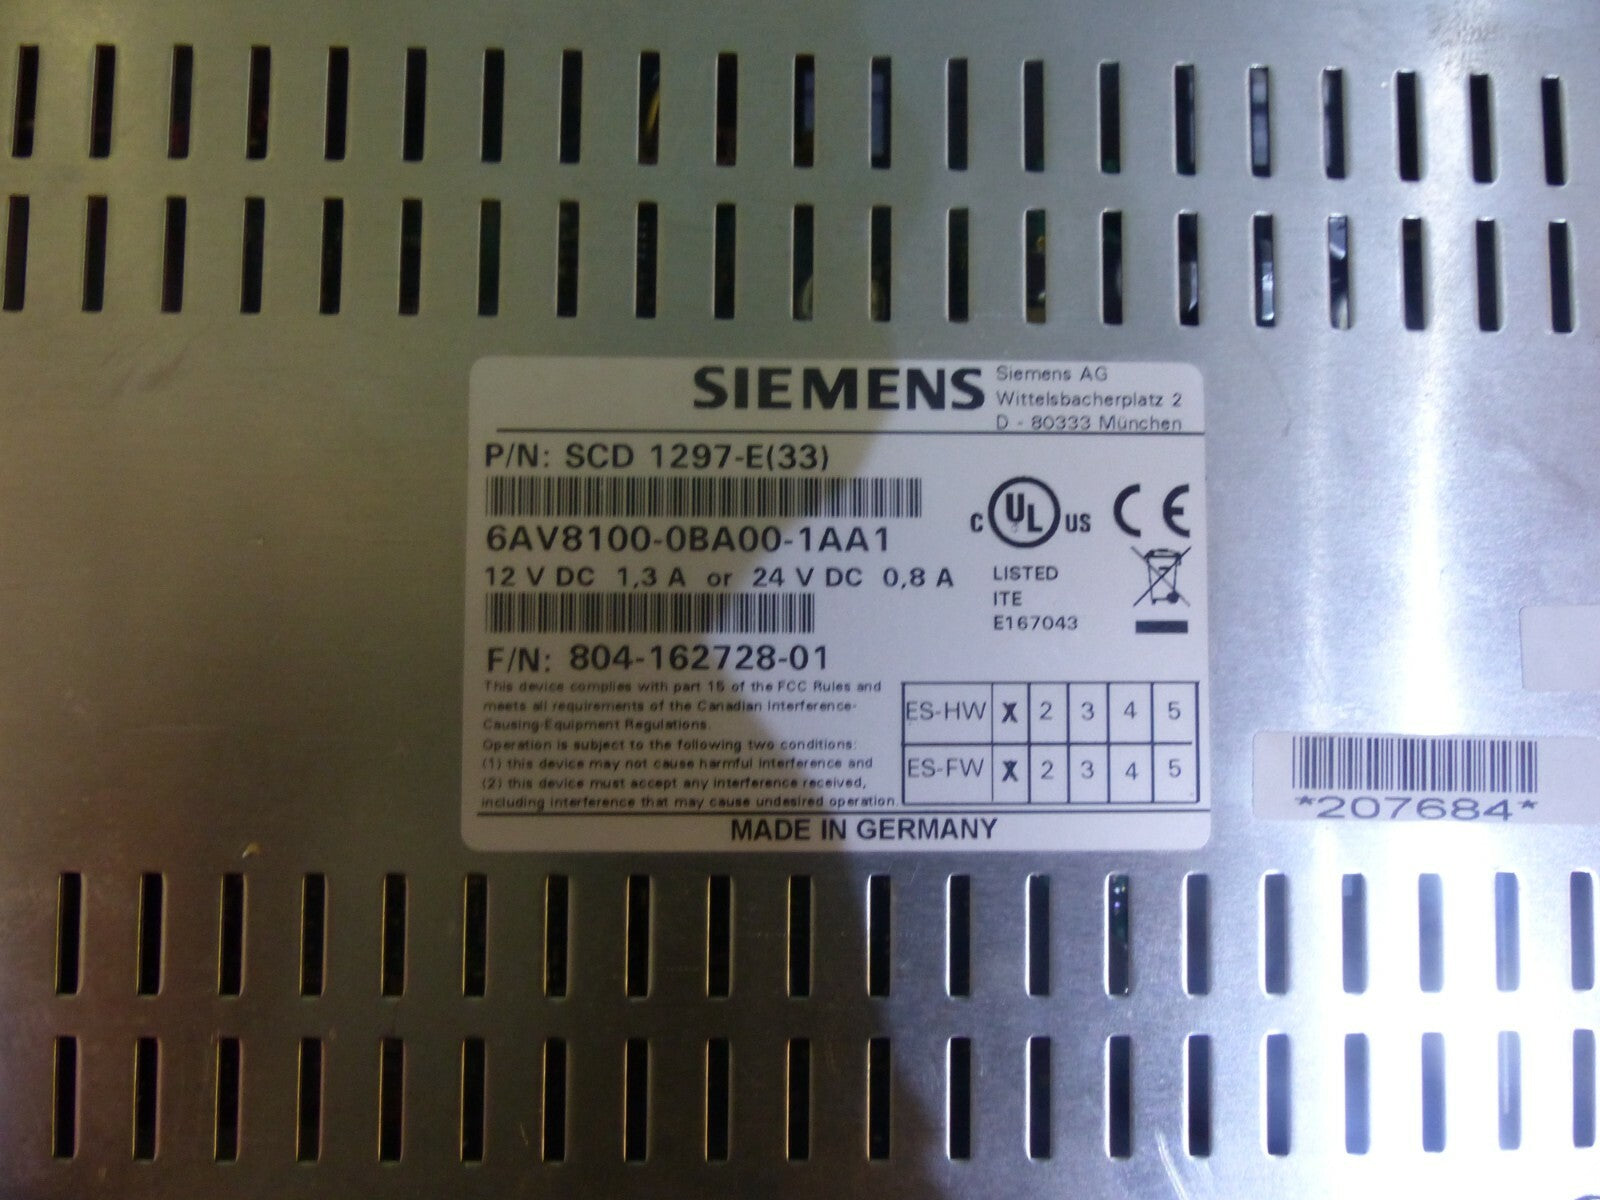 SIEMENS
Siemens AG
Wittelsbacherplatz 2
D - 80333 München
P/N: SCD 1297-E(33)
6AV8100-0BA00-1AA1
12 V DC 1,3 A or 24 V DC 0,8 A
F/N: 804-162728-01
C UL US CE
LISTED
ITE
E167043
This device complies with part 15 of the FCC Rules and
meets all requirements of the Canadian Interference-
Causing-Equipment Regulations.
Operation is subject to the following two conditions:
(1) this device may not cause harmful interference and
(2) this device must accept any interference received,
including interference that may cause undesired operation.
ES-HW X 2 3 4 5
ES-FW X 2 3 4 5
MADE IN GERMANY
*207684*